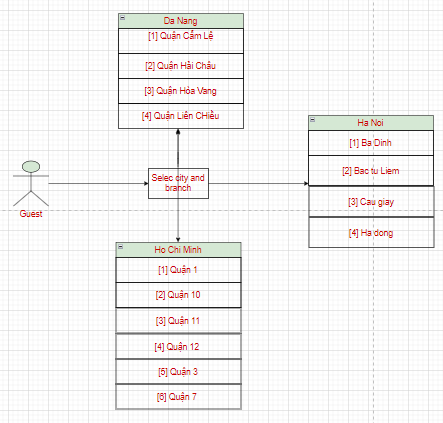 Da Nang
[1] Quận Cẩm Lệ
[2] Quận Hải Châu
[3] Quận Hòa Vang
[4] Quận Liên CHiểu
Ha Noi
[1] Ba Dinh
[2] Bac tu Liem
[3] Cau giay
[4] Ha dong
Selec city and
branch
Guest
Ho Chi Minh
[1] Quận 1
[2] Quận 10
[3] Quận 11
[4] Quận 12
[5] Quận 3
[6] Quận 7